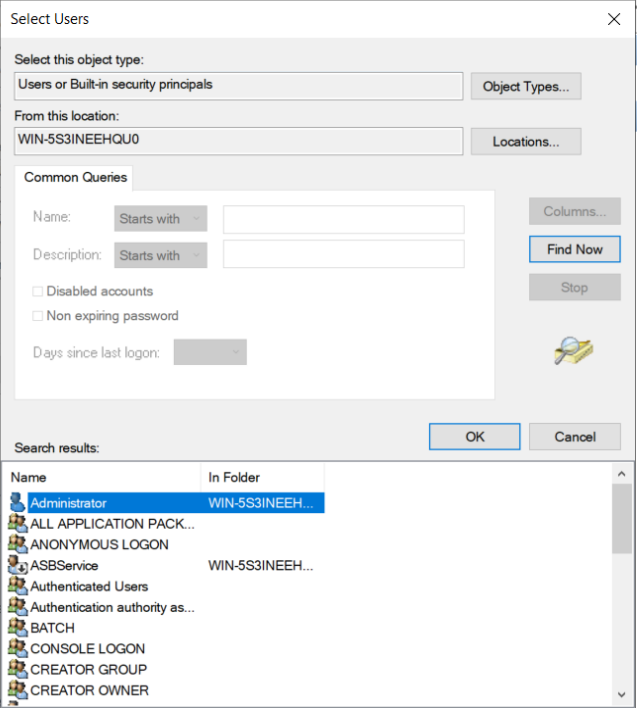 Select Users
Select this object type:
Users or Built-in security principals
Object Types...
From this location:
WIN-5S3INEEHQU0
Locations...
Common Queries
Name:
Starts with
Columns...
Description:
Starts with
Find Now
Disabled accounts
Stop
Non expiring password
Days since last logon:
OK
Cancel
Search results:
Name In Folder
Administrator WIN-5S3INEEH...
ALL APPLICATION PACK...
ANONYMOUS LOGON
ASBService WIN-5S3INEEH...
Authenticated Users
Authentication authority as...
BATCH
CONSOLE LOGON
CREATOR GROUP
CREATOR OWNER